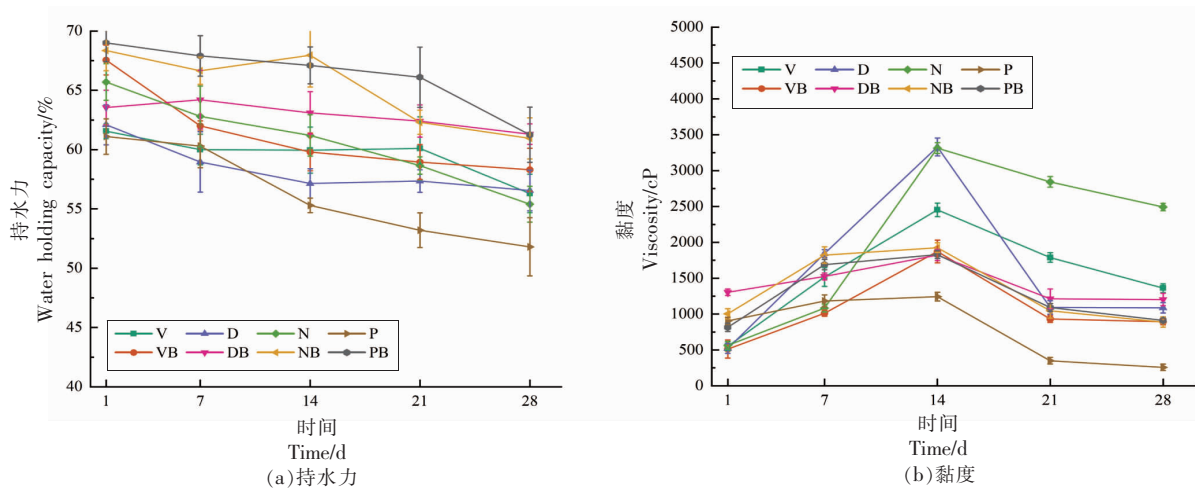 持水力
Water holding capacity/%
70
65
60
55
50
45
40
V D N P
VB DB NB PB
1 7 14 21 28
时间
Time/d
(a)持水力
黏度
Viscosity/cP
5000
4500
4000
3500
3000
2500
2000
1500
1000
500
0
V D N P
VB DB NB PB
1 7 14 21 28
时间
Time/d
(b)黏度